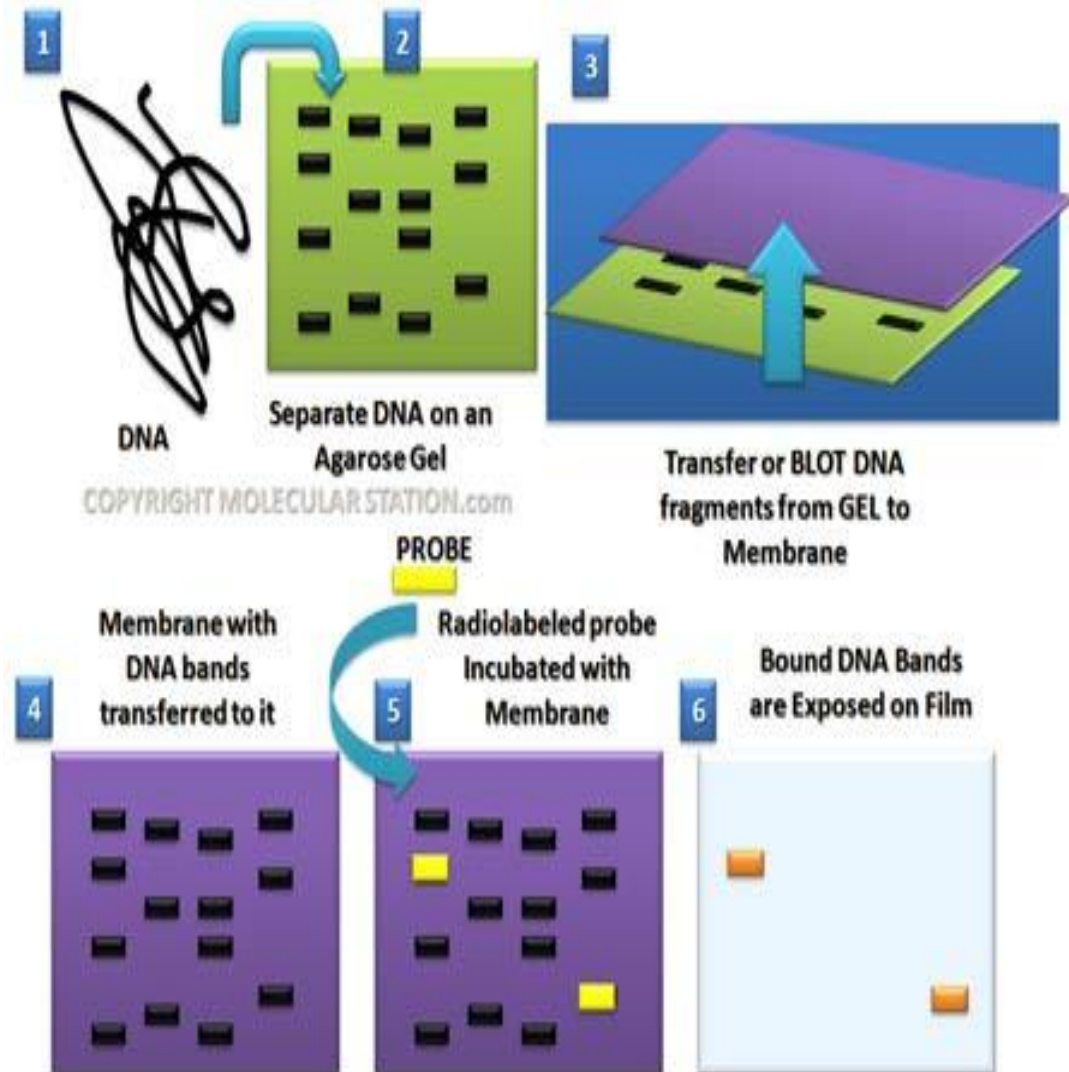 1
2
3
DNA
Separate DNA on an
Agarose Gel
COPYRIGHT MOLECULAR STATION.com
Transfer or BLOT DNA
fragments from GEL to
Membrane
PROBE
Membrane with
DNA bands
transferred to it
4
Radiolabeled probe
Incubated with
Membrane
5
Bound DNA Bands
are Exposed on Film
6